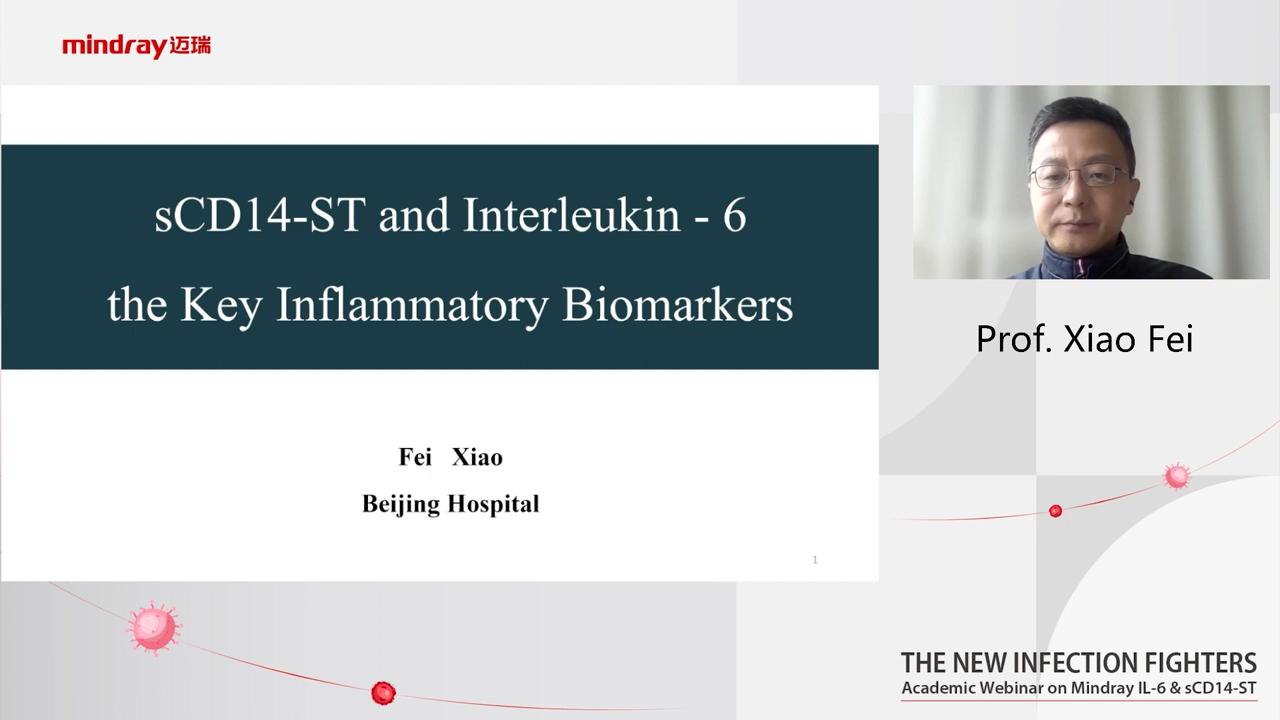 mindray迈瑞
sCD14-ST and Interleukin - 6
the Key Inflammatory Biomarkers
Fei Xiao
Beijing Hospital
1
Prof. Xiao Fei
THE NEW INFECTION FIGHTERS
Academic Webinar on Mindray IL-6 & sCD14-ST